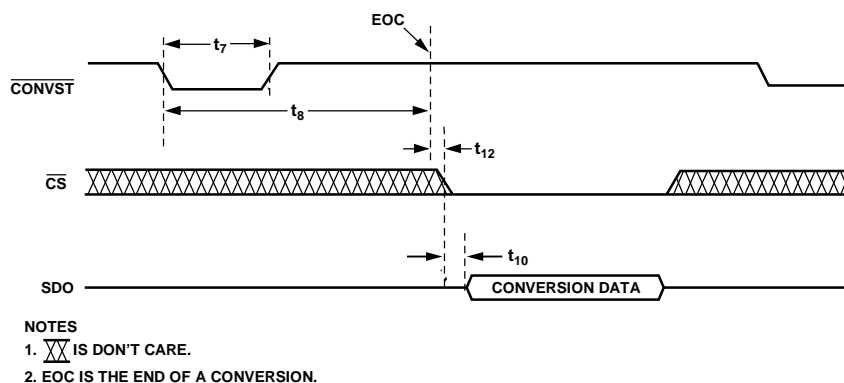 EOC
t7
CONVST
t8
t12
CS
t10
SDO
CONVERSION DATA
NOTES
1. IS DON'T CARE.
2. EOC IS THE END OF A CONVERSION.